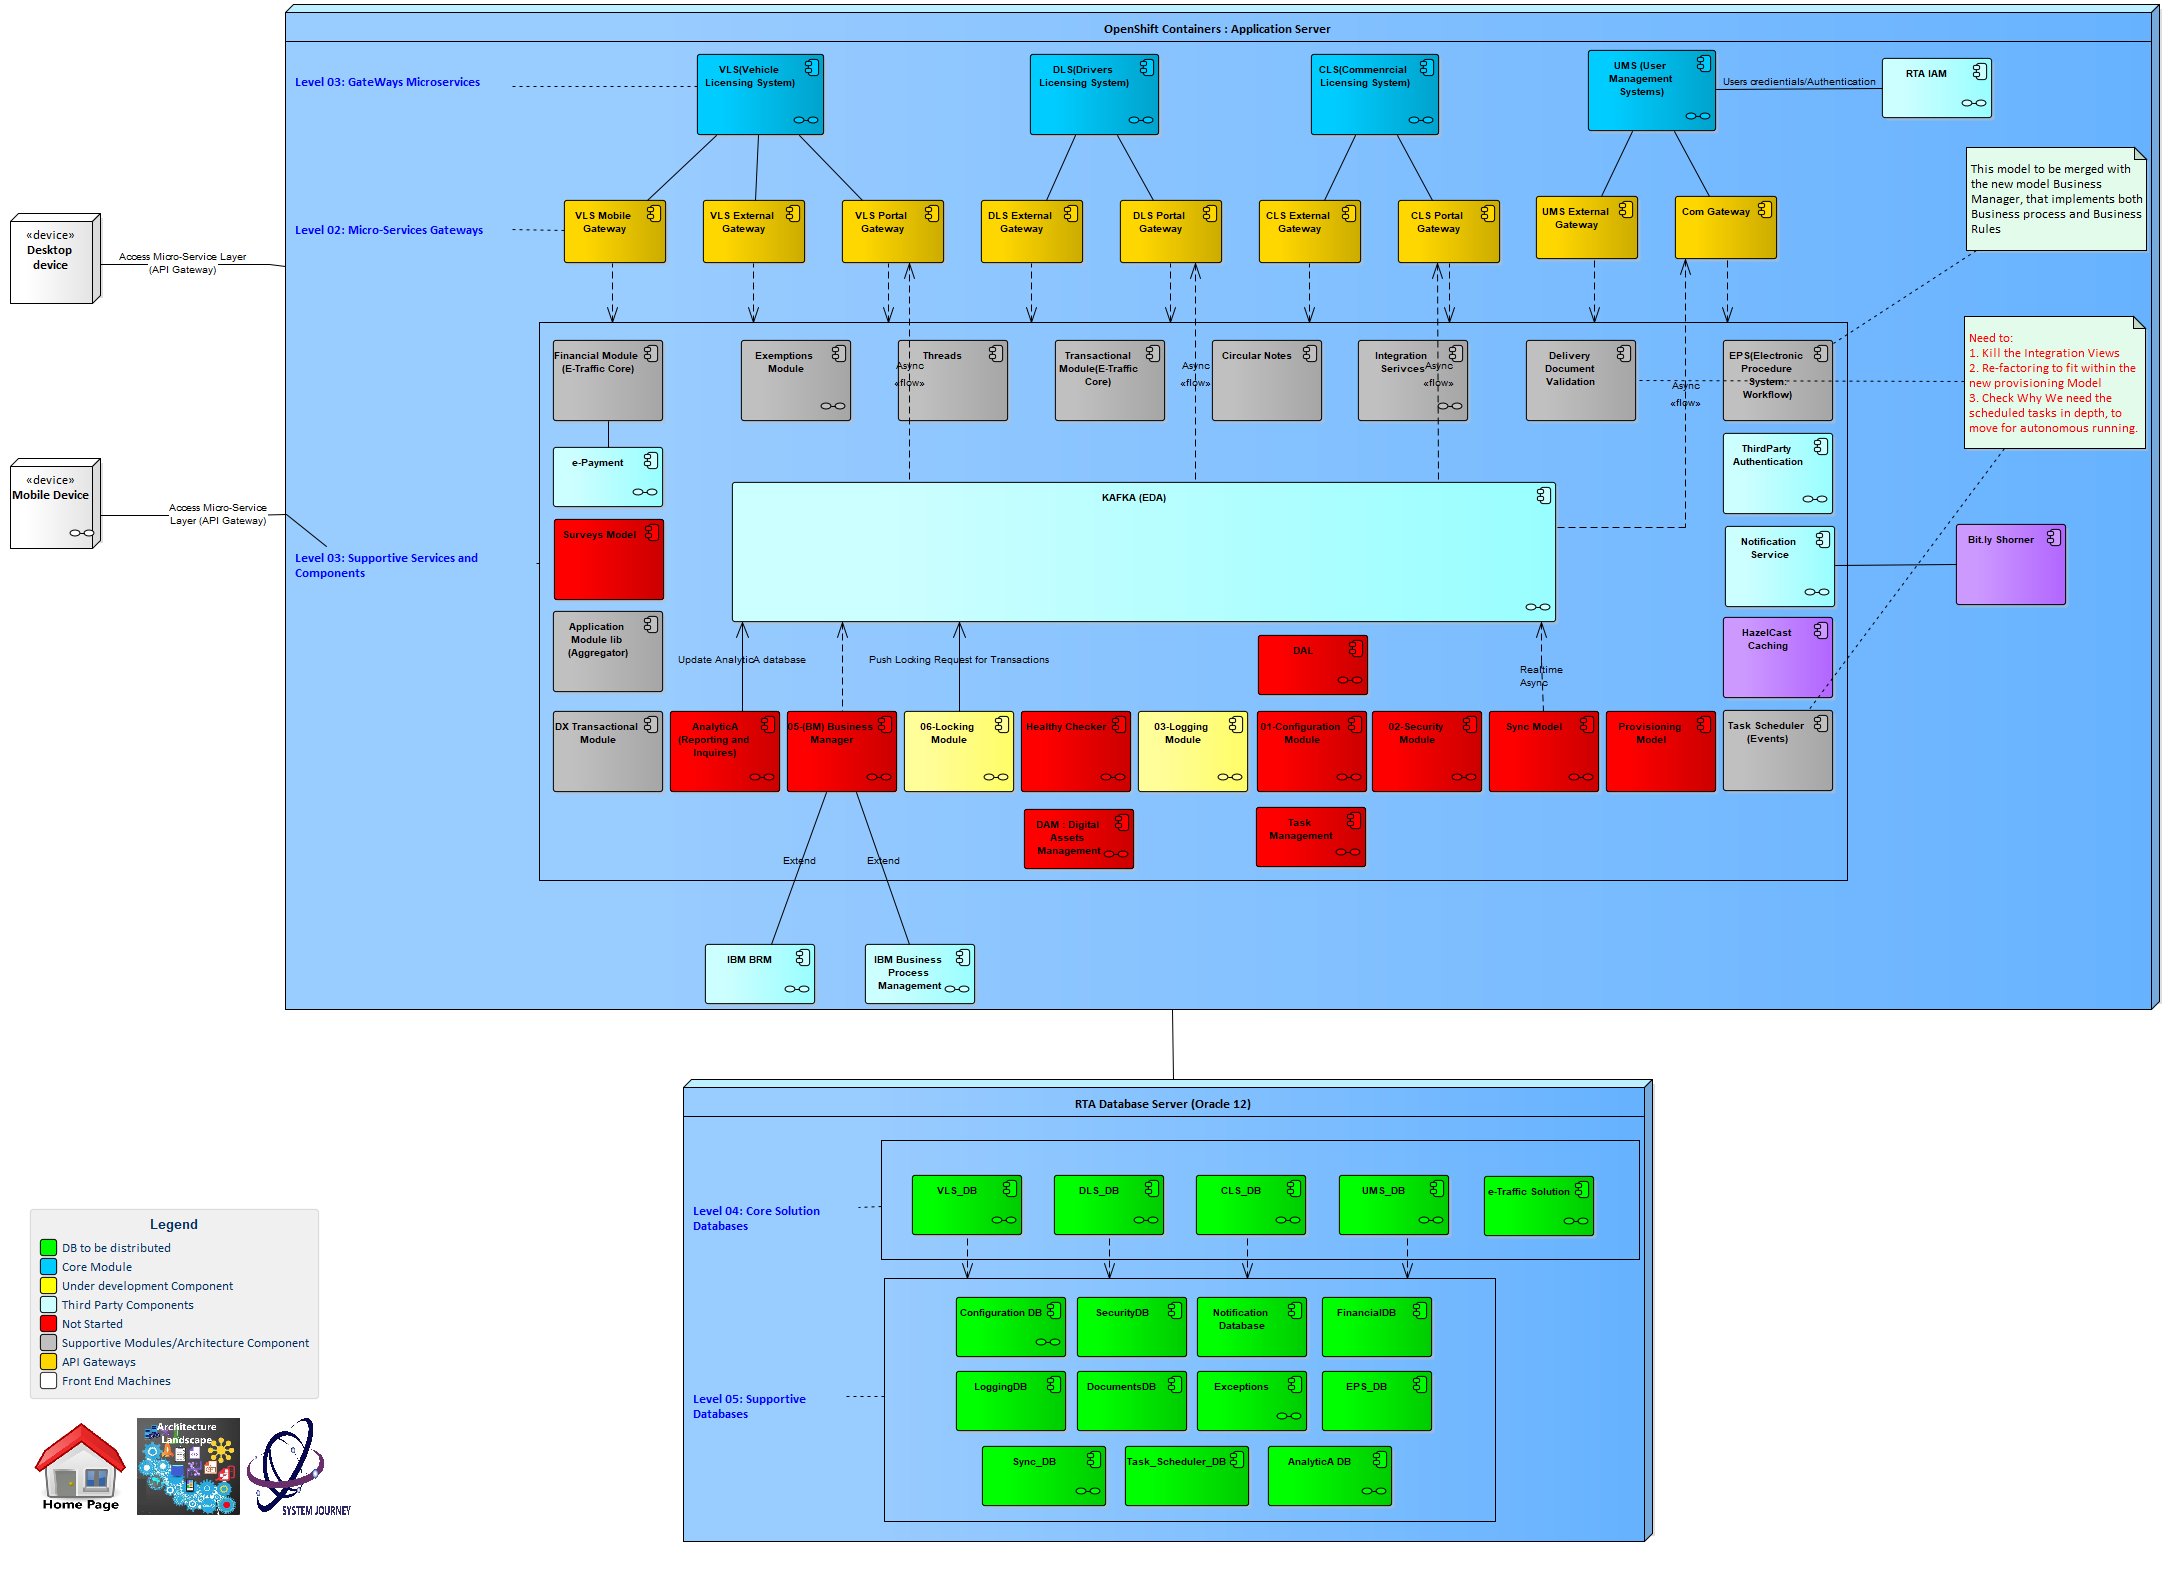 OpenShift Containers : Application Server
Level 03: GateWays Microservices
VLS(Vehicle
Licensing System)
DLS(Drivers
Licensing System)
CLS(Commenrcial
Licensing System)
UMS (User
Management
Systems)
Users credientials/Authentication
RTA IAM
This model to be merged with
the new model Business
Manager, that implements both
Business process and Business
Rules
Level 02: Micro-Services Gateways
VLS Mobile
Gateway
VLS External
Gateway
VLS Portal
Gateway
DLS External
Gateway
DLS Portal
Gateway
CLS External
Gateway
CLS Portal
Gateway
UMS External
Gateway
Com Gateway
«device»
Desktop
device
Access Micro-Service Layer
(API Gateway)
Financial Module
(E-Traffic Core)
Exemptions
Module
Threads
Transactional
Module(E-Traffic
Core)
Circular Notes
Integration
Serivces
Delivery
Document
Validation
EPS(Electronic
Procedure
System:
Workflow)
Async
«flow»
Async
«flow»
Async
«flow»
Async
«flow»
Need to:
1. Kill the Integration Views
2. Re-factoring to fit within the
new provisioning Model
3. Check Why We need the
scheduled tasks in depth, to
move for autonomous running.
e-Payment
ThirdParty
Authentication
«device»
Mobile Device
Access Micro-Service
Layer (API Gateway)
KAFKA (EDA)
Level 03: Supportive Services and
Components
Surveys Model
Notification
Service
Bit.ly Shorner
Application
Module lib
(Aggregator)
HazelCast
Caching
Update AnalyticA database
Push Locking Request for Transactions
DAL
Realtime
Async
DX Transactional
Module
AnalyticA
(Reporting and
Inquires)
05-(BM) Business
Manager
06-Locking
Module
Healthy Checker
03-Logging
Module
01-Configuration
Module
02-Security
Module
Sync Model
Provisioning
Model
Task Scheduler
(Events)
DAM : Digital
Assets
Management
Task
Management
Extend
Extend
IBM BRM
IBM Business
Process
Management
RTA Database Server (Oracle 12)
Level 04: Core Solution
Databases
VLS_DB
DLS_DB
CLS_DB
UMS_DB
e-Traffic Solution
Level 05: Supportive
Databases
Configuration DB
SecurityDB
Notification
Database
FinancialDB
LoggingDB
DocumentsDB
Exceptions
EPS_DB
Sync_DB
Task_Scheduler_DB
AnalyticA DB
Legend
DB to be distributed
Core Module
Under development Component
Third Party Components
Not Started
Supportive Modules/Architecture Component
API Gateways
Front End Machines
Home Page
Architecture
Landscape
SYSTEM JOURNEY